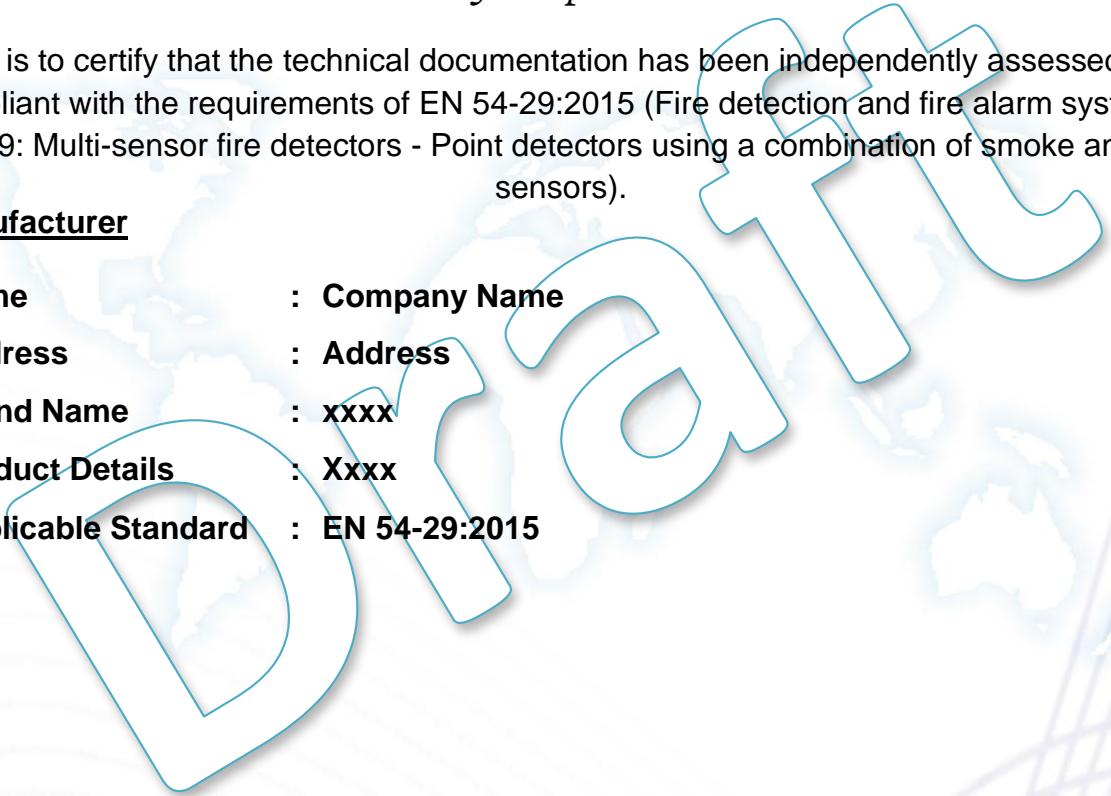 is to certify that the technical documentation has been independently assessed
liant with the requirements of EN 54-29:2015 (Fire detection and fire alarm syst
9: Multi-sensor fire detectors - Point detectors using a combination of smoke an
sensors).
ufacturer
me : Company Name
ress : Address
nd Name : xxxx
duct Details : Xxxx
plicable Standard : EN 54-29:2015
Draft